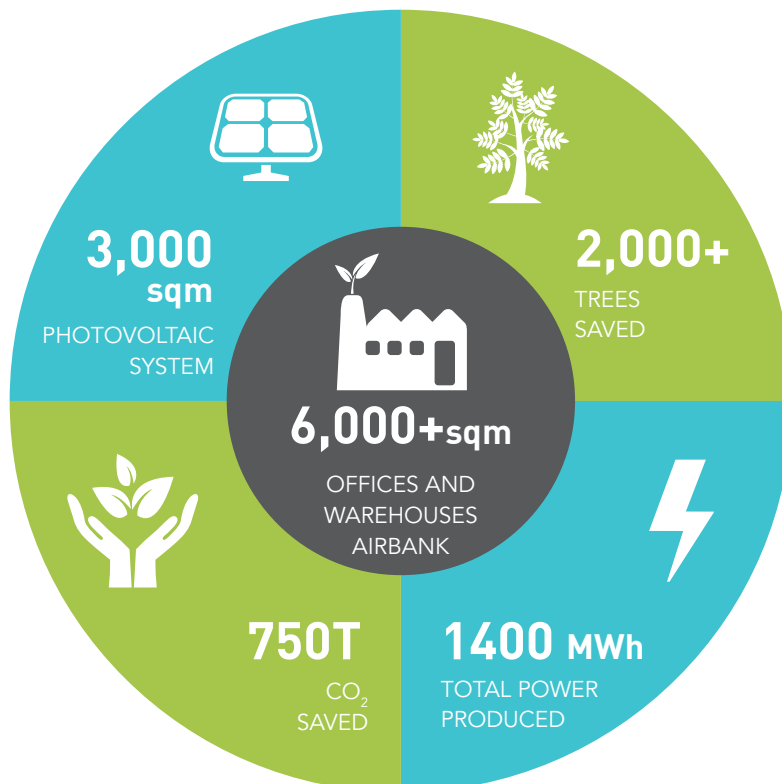 3,000
sqm
PHOTOVOLTAIC
SYSTEM
2,000+
TREES
SAVED
6,000+sqm
OFFICES AND
WAREHOUSES
AIRBANK
750T
CO₂
SAVED
1400 MWh
TOTAL POWER
PRODUCED